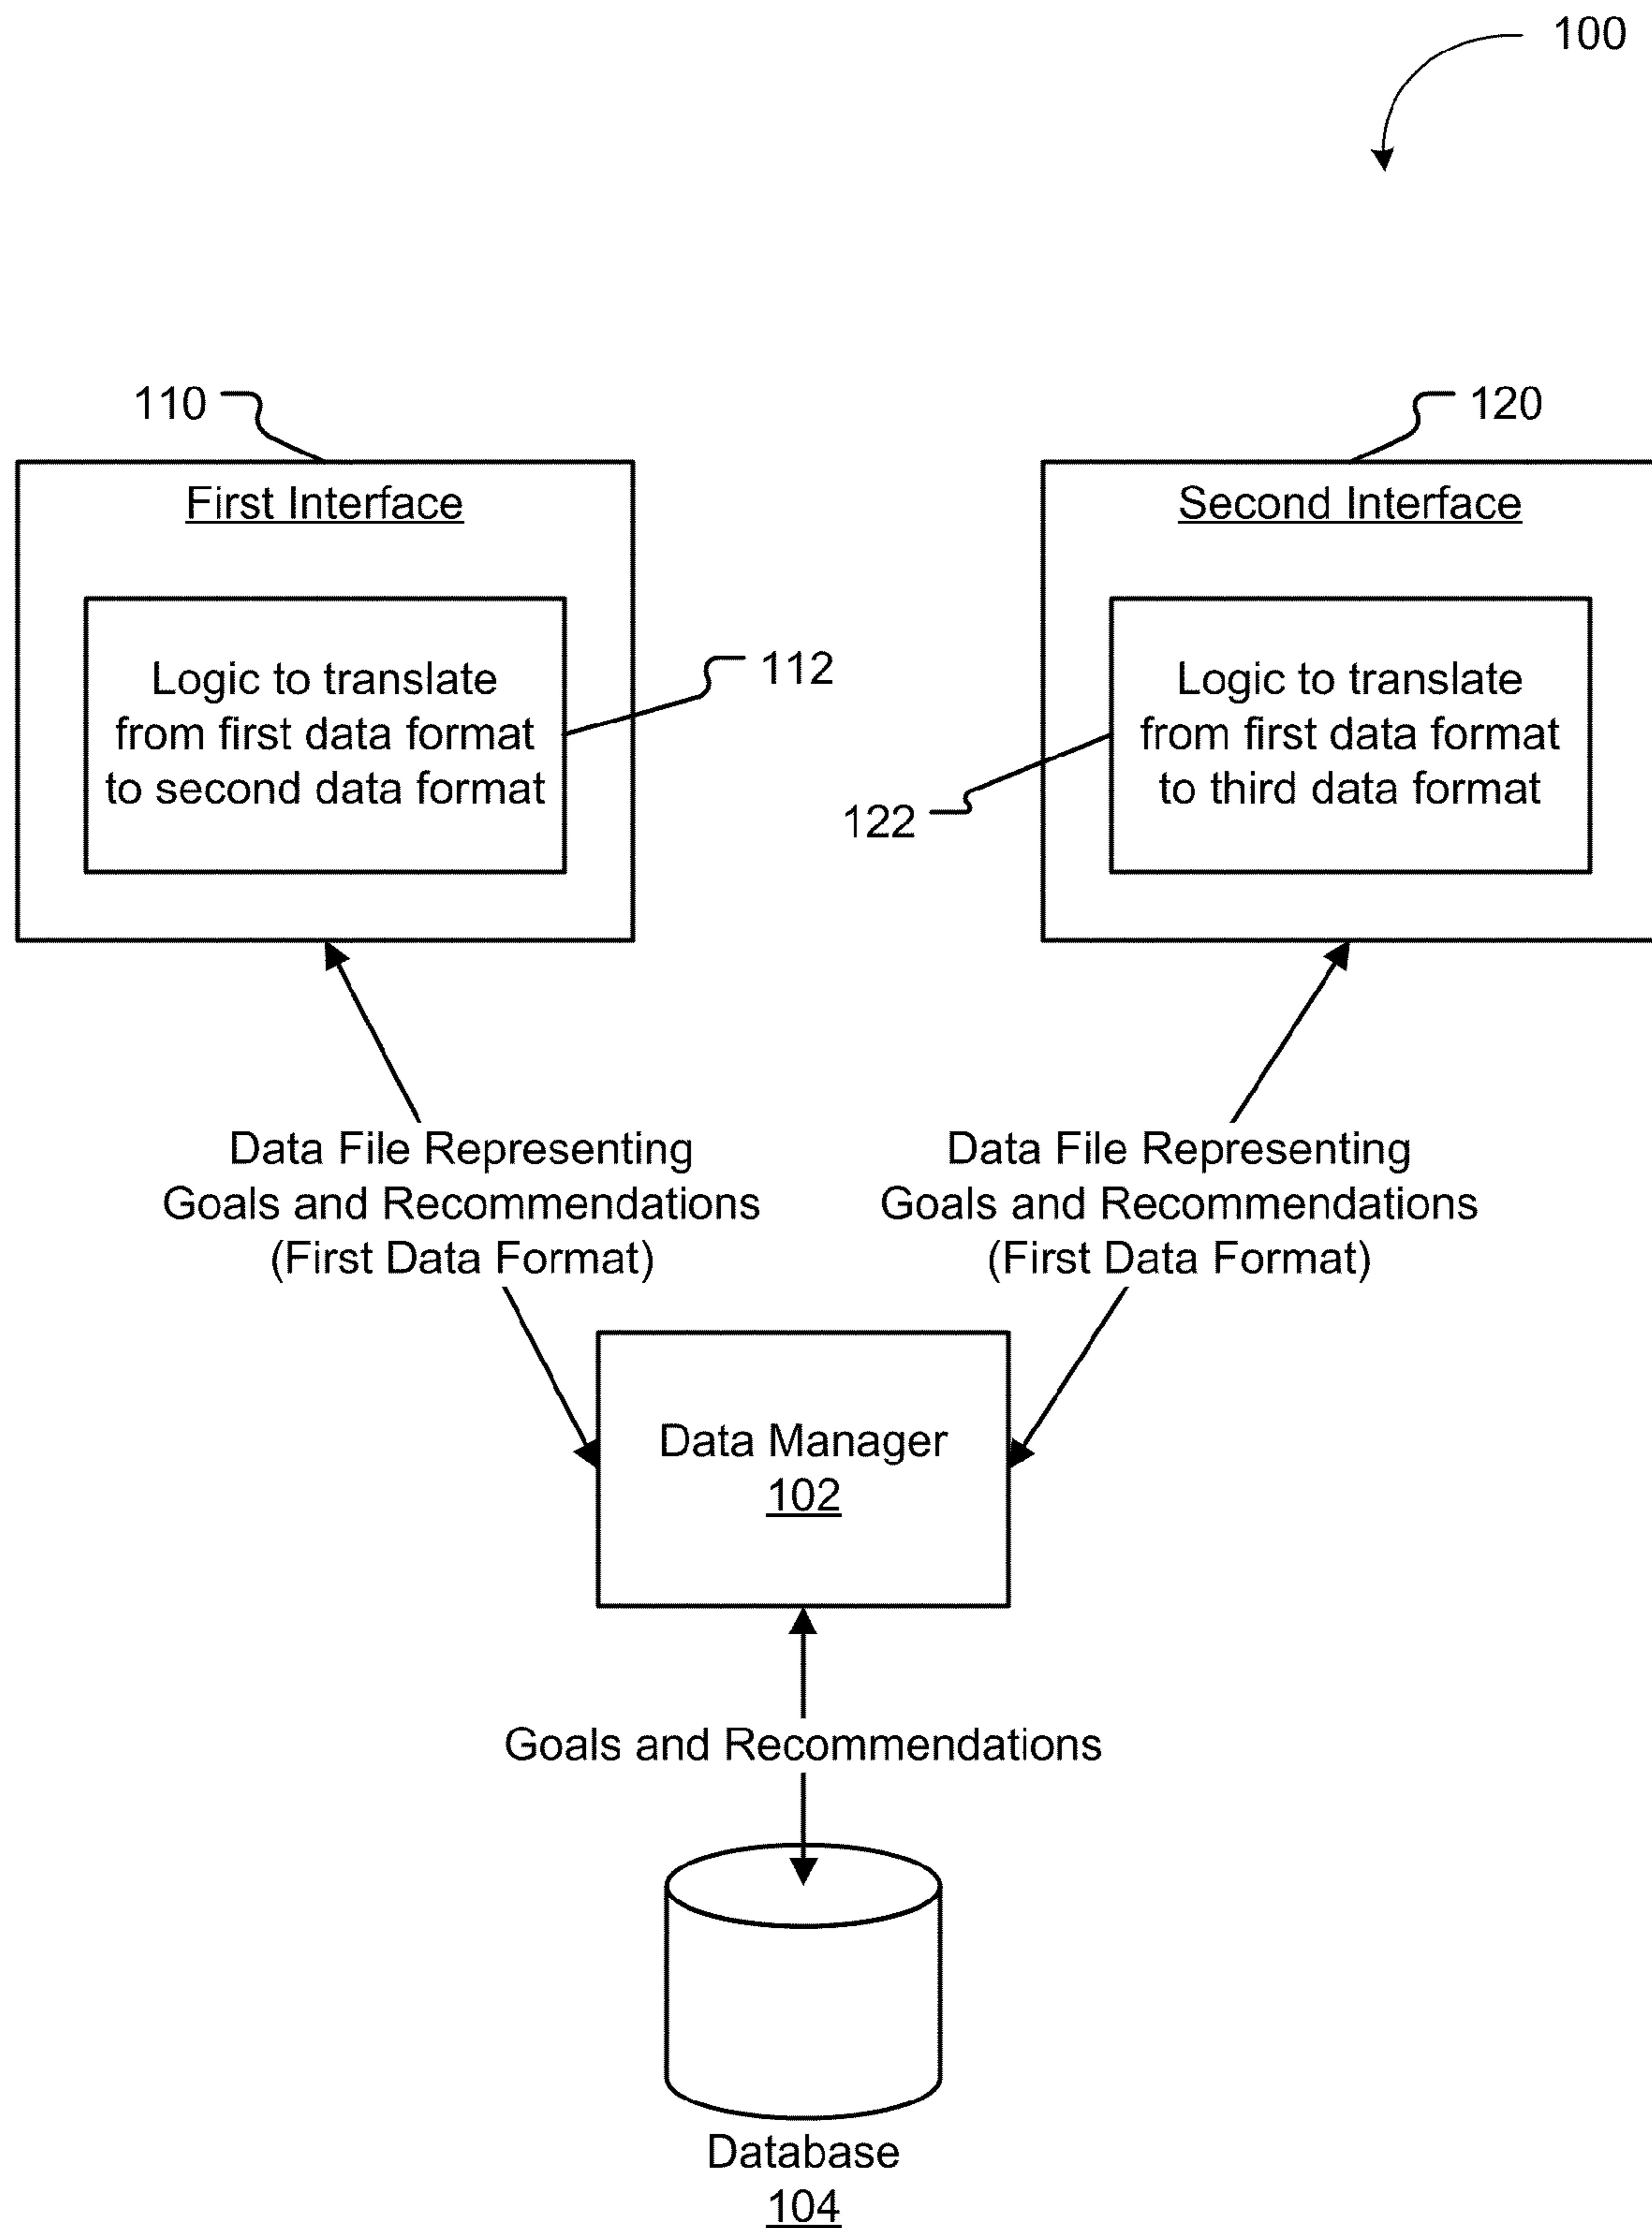 100
110
120
First Interface
Second Interface
Logic to translate
from first data format
to second data format
112
Logic to translate
from first data format
to third data format
122
Data File Representing
Goals and Recommendations
(First Data Format)
Data File Representing
Goals and Recommendations
(First Data Format)
Data Manager
102
Goals and Recommendations
Database
104